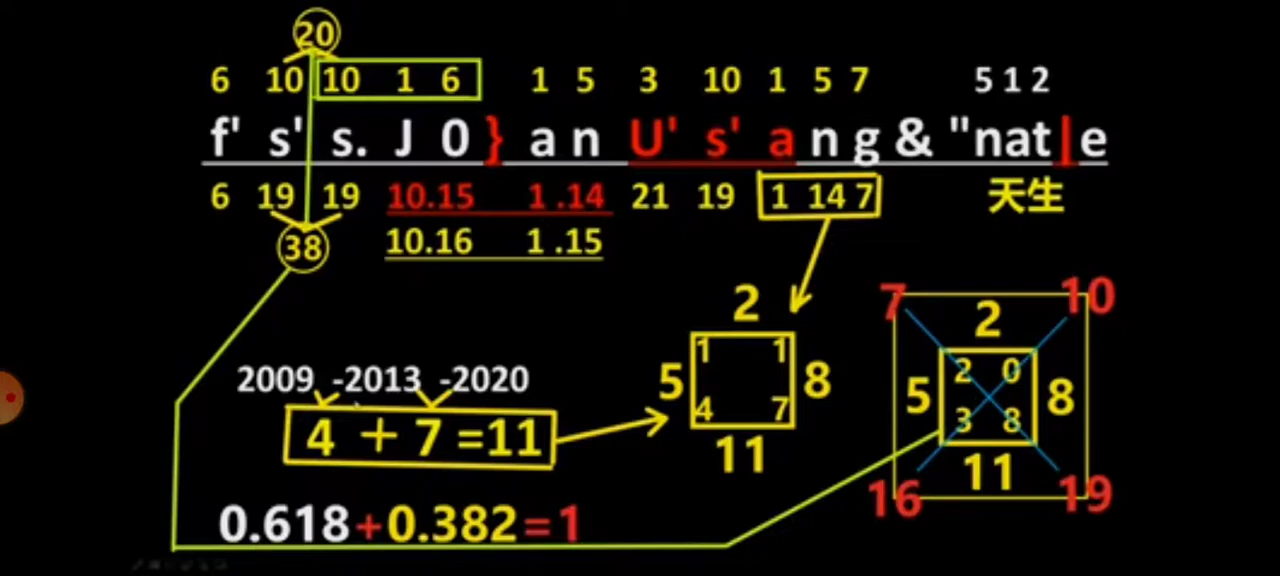 20
6 10 10 1 6 1 5 3 10 1 5 7 5 1 2
f' s' s. J 0 } a n U' s' a n g & "nat|e
6 19 19 10.15 1.14 21 19 1 14 7 天生
38 10.16 1.15
2 7 10
2
1 1 2 0
5 8 5 8
4 7 3 8
11 11
16 19
2009 -2013 -2020
4 + 7 =11
0.618+0.382=1